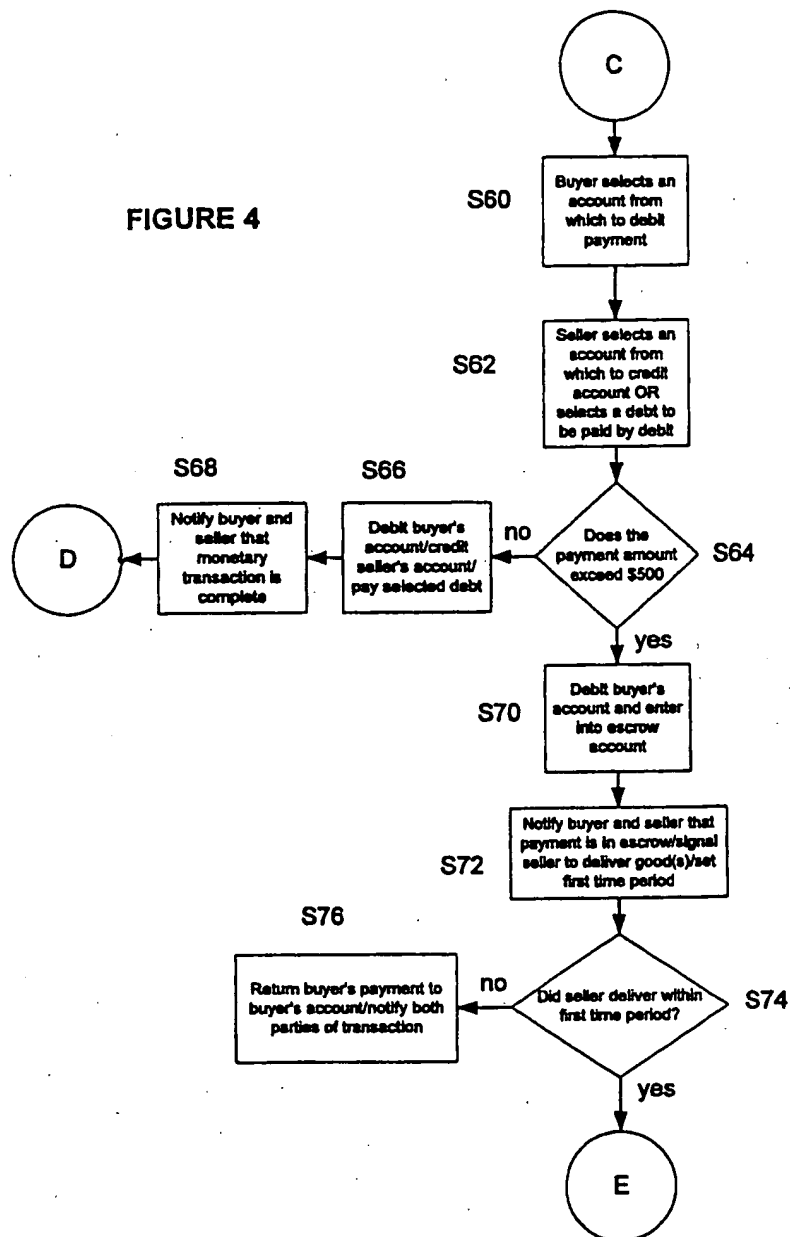 C
FIGURE 4
S60
Buyer selects an
account from
which to debit
payment
S62
Seller selects an
account from
which to credit
account OR
selects a debt to
be paid by debit
S64
Does the
payment amount
exceed $500
no
S66
Debit buyer's
account/credit
seller's account/
pay selected debt
S68
Notify buyer and
seller that
monetary
transaction is
complete
D
yes
S70
Debit buyer's
account and enter
into escrow
account
S72
Notify buyer and seller that
payment is in escrow/signal
seller to deliver good(s)/set
first time period
S74
Did seller deliver within
first time period?
no
S76
Return buyer's payment to
buyer's account/notify both
parties of transaction
yes
E